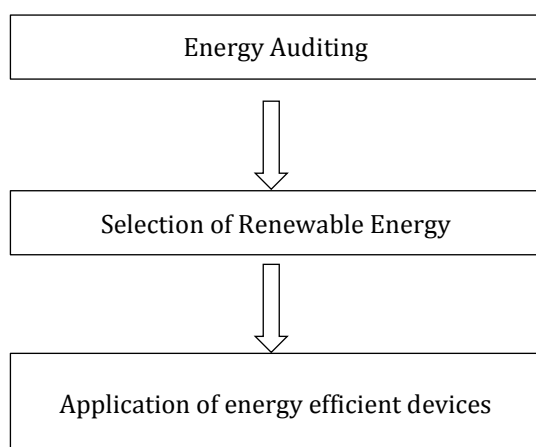 Energy Auditing
Selection of Renewable Energy
Application of energy efficient devices